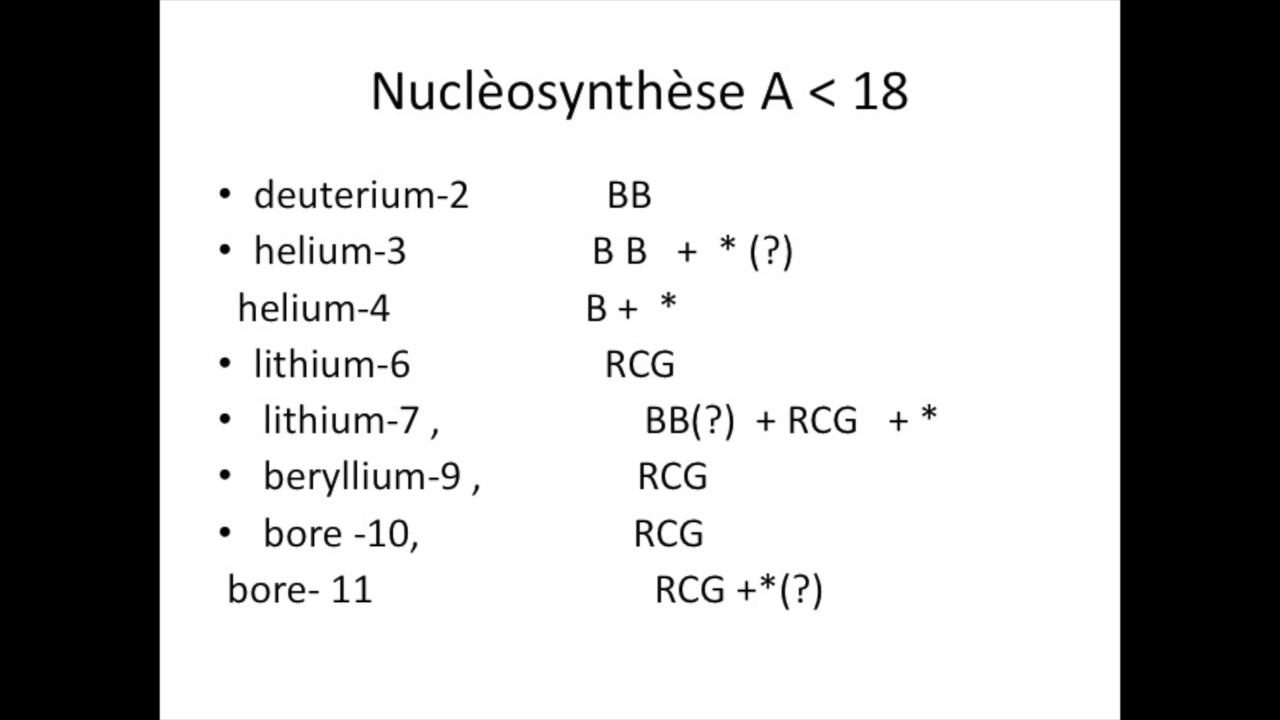 Nuclèosynthèse A < 18
• deuterium-2 BB
• helium-3 B B + * (?)
helium-4 B + *
• lithium-6 RCG
• lithium-7 , BB(?) + RCG + *
• beryllium-9 , RCG
• bore -10, RCG
bore- 11 RCG +*(?)